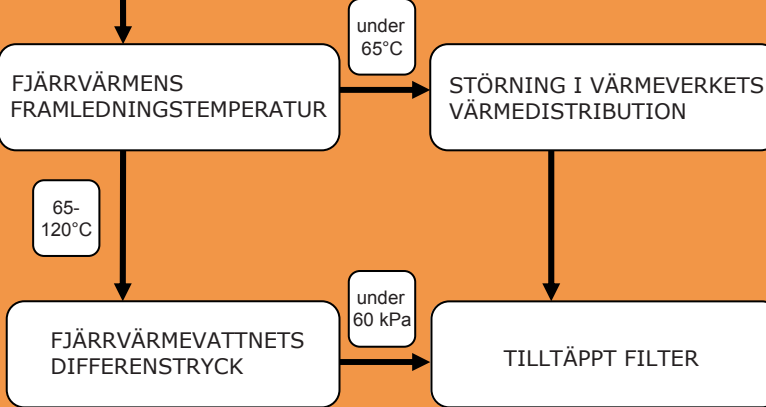 under
65°C
FJÄRRVÄRMENS
FRAMLEDNINGSTEMPERATUR
STÖRNING I VÄRMEVERKETS
VÄRMEDISTRIBUTION
65-
120°C
under
60 kPa
FJÄRRVÄRMEVATTNETS
DIFFERENSTRYCK
TILLTÄPPT FILTER